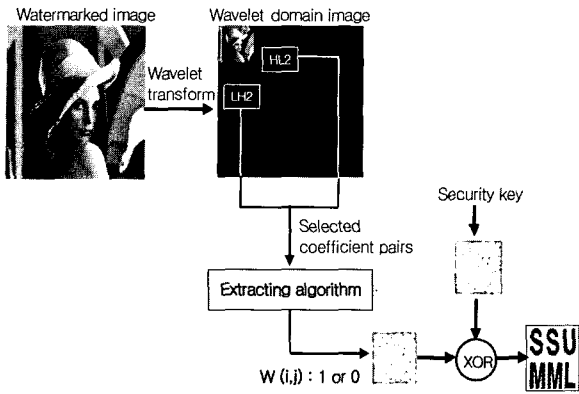 Watermarked image
Wavelet domain image
Wavelet
transform
HL2
LH2
Selected
coefficient pairs
Security key
Extracting algorithm
W (i,j) : 1 or 0
XOR
SSU
MML